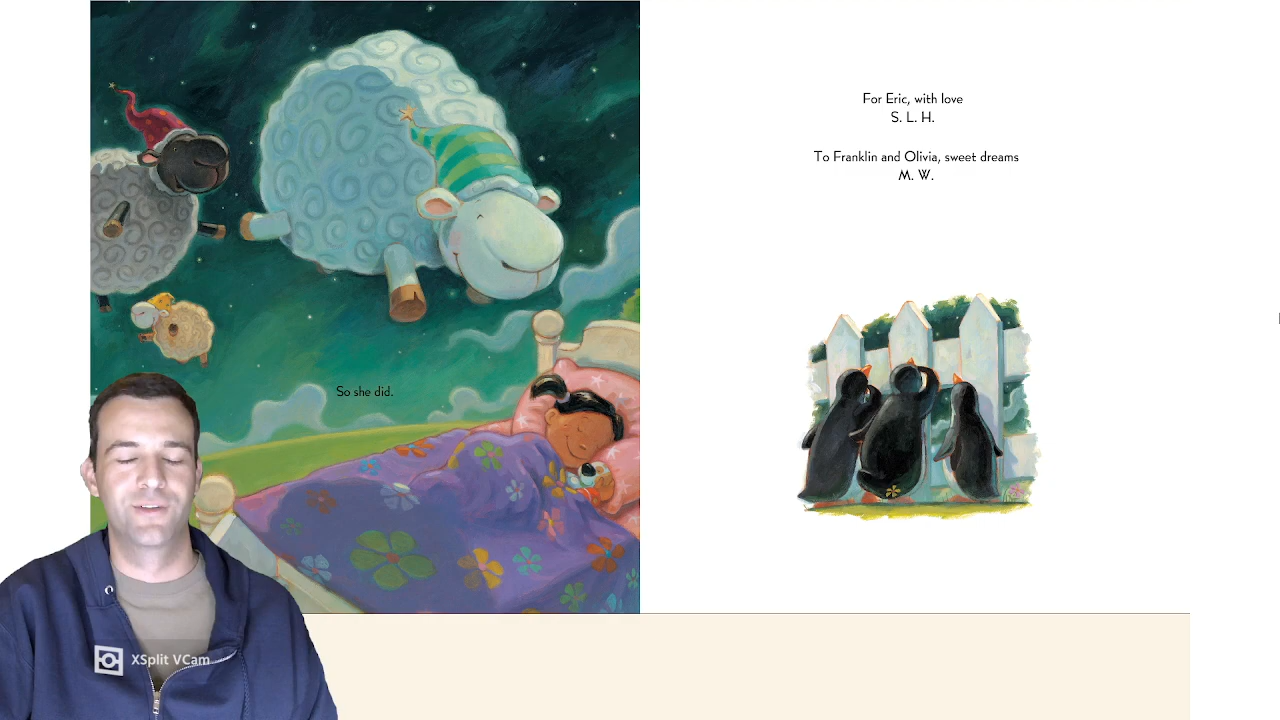 So she did.
For Eric, with love
S. L. H.
To Franklin and Olivia, sweet dreams
M. W.
XSplit VCam